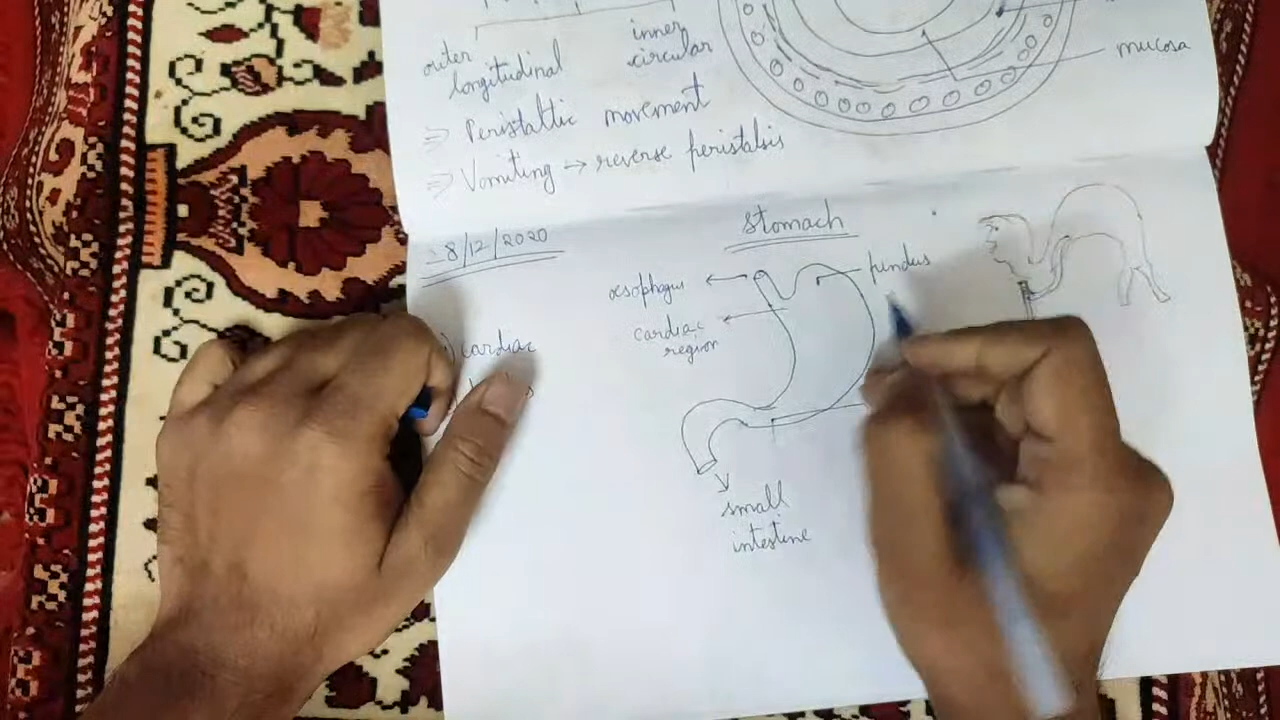 outer
longitudinal
inner
circular
mucosa
⇒ Peristaltic movement
⇒ Vomiting → reverse peristalsis
8/12/2020
Stomach
oesophagus
fundus
cardiac
region
cardiac
small
intestine